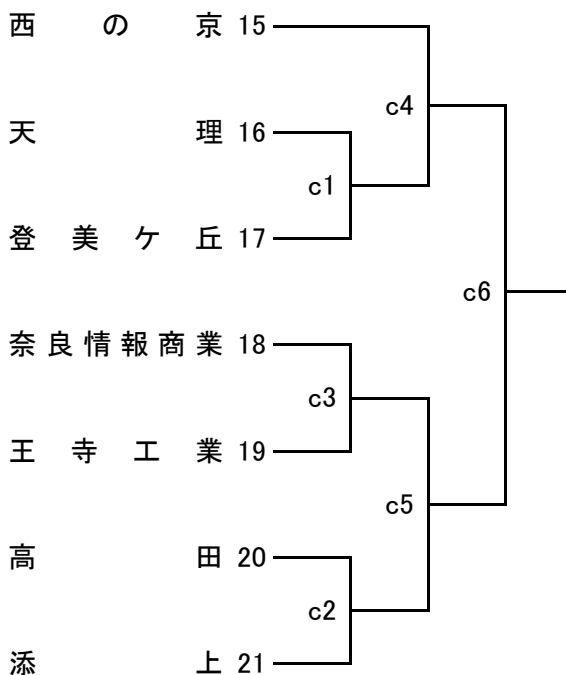 西の京 15
c4
天理 16
c1
登美ケ丘 17
c6
奈良情報商業 18
c3
王寺工業 19
c5
高田 20
c2
添上 21